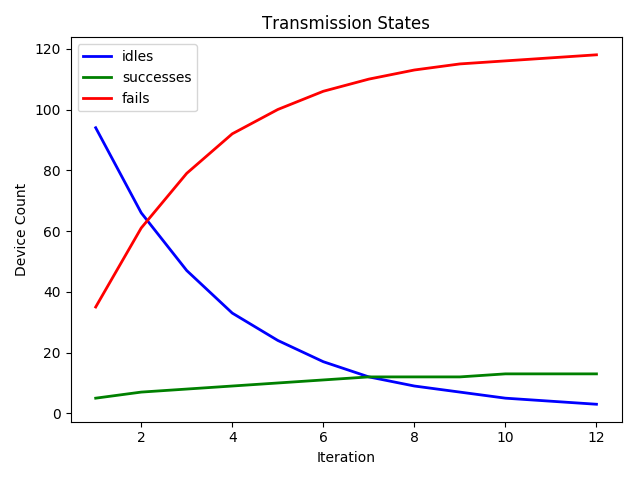 Transmission States
idles
successes
fails
Device Count
120
100
80
60
40
20
0
2 4 6 8 10 12
Iteration